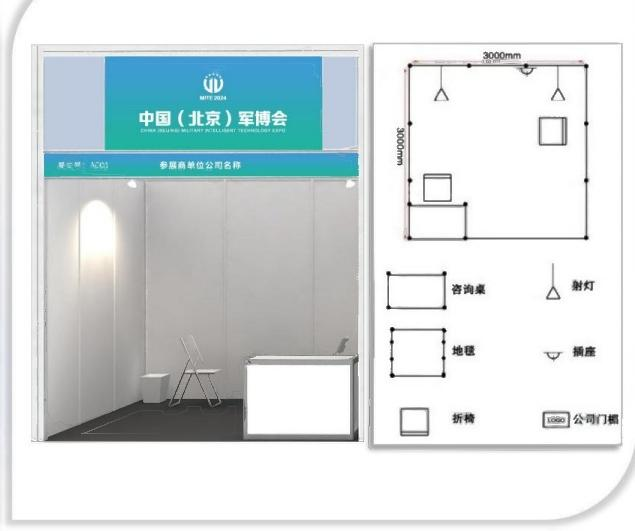 MITE 2024
中国（北京）军博会
CHINA (BEIJING) MILITARY INTELLIGENT TECHNOLOGY EXPO
参展商单位公司名称
3000mm
3000mm
咨询桌
射灯
地毯
插座
折椅
LOGO
公司门楣